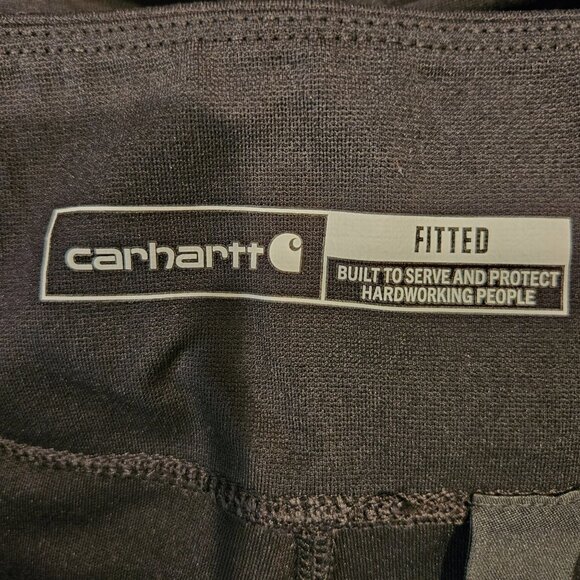 carhartt
FITTED
BUILT TO SERVE AND PROTECT
HARDWORKING PEOPLE